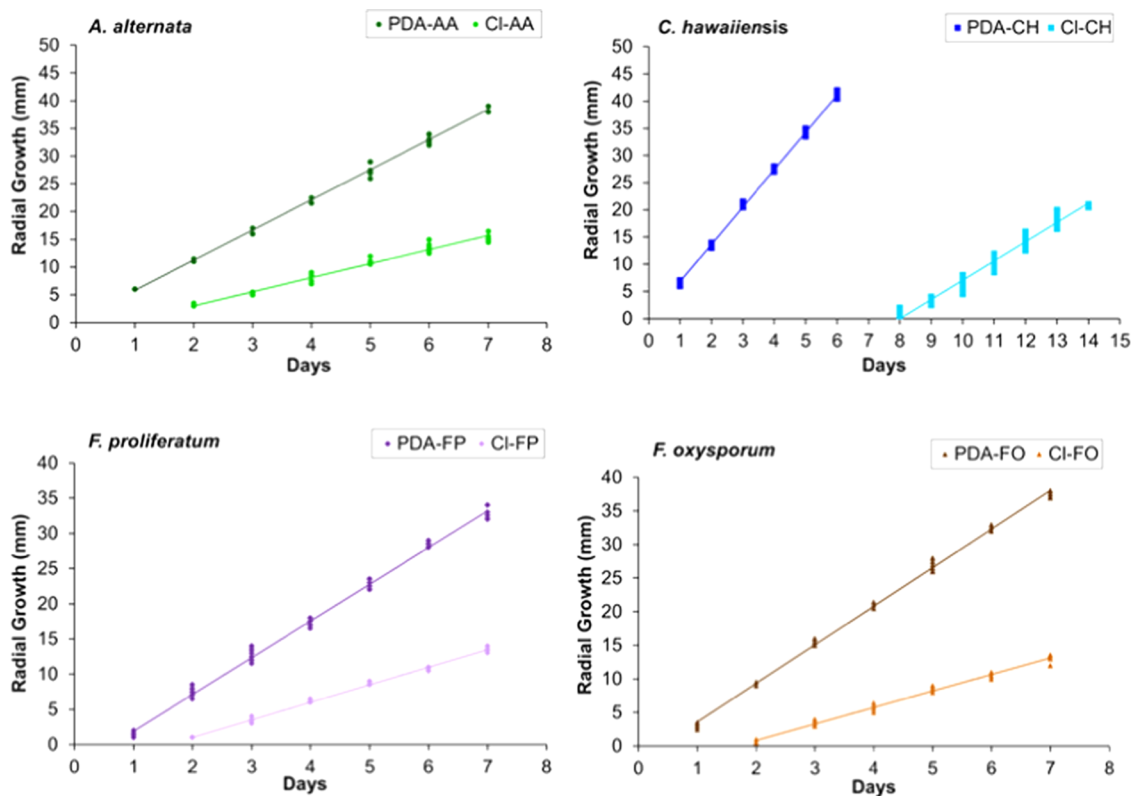 A. alternata
PDA-AA CI-AA
Radial Growth (mm)
50
45
40
35
30
25
20
15
10
5
0
0 1 2 3 4 5 6 7 8
Days
C. hawaiiensis
PDA-CH CI-CH
Radial Growth (mm)
50
45
40
35
30
25
20
15
10
5
0
0 1 2 3 4 5 6 7 8 9 10 11 12 13 14 15
Days
F. proliferatum
PDA-FP CI-FP
Radial Growth (mm)
40
35
30
25
20
15
10
5
0
0 1 2 3 4 5 6 7 8
Days
F. oxysporum
PDA-FO CI-FO
Radial Growth (mm)
40
35
30
25
20
15
10
5
0
0 1 2 3 4 5 6 7 8
Days